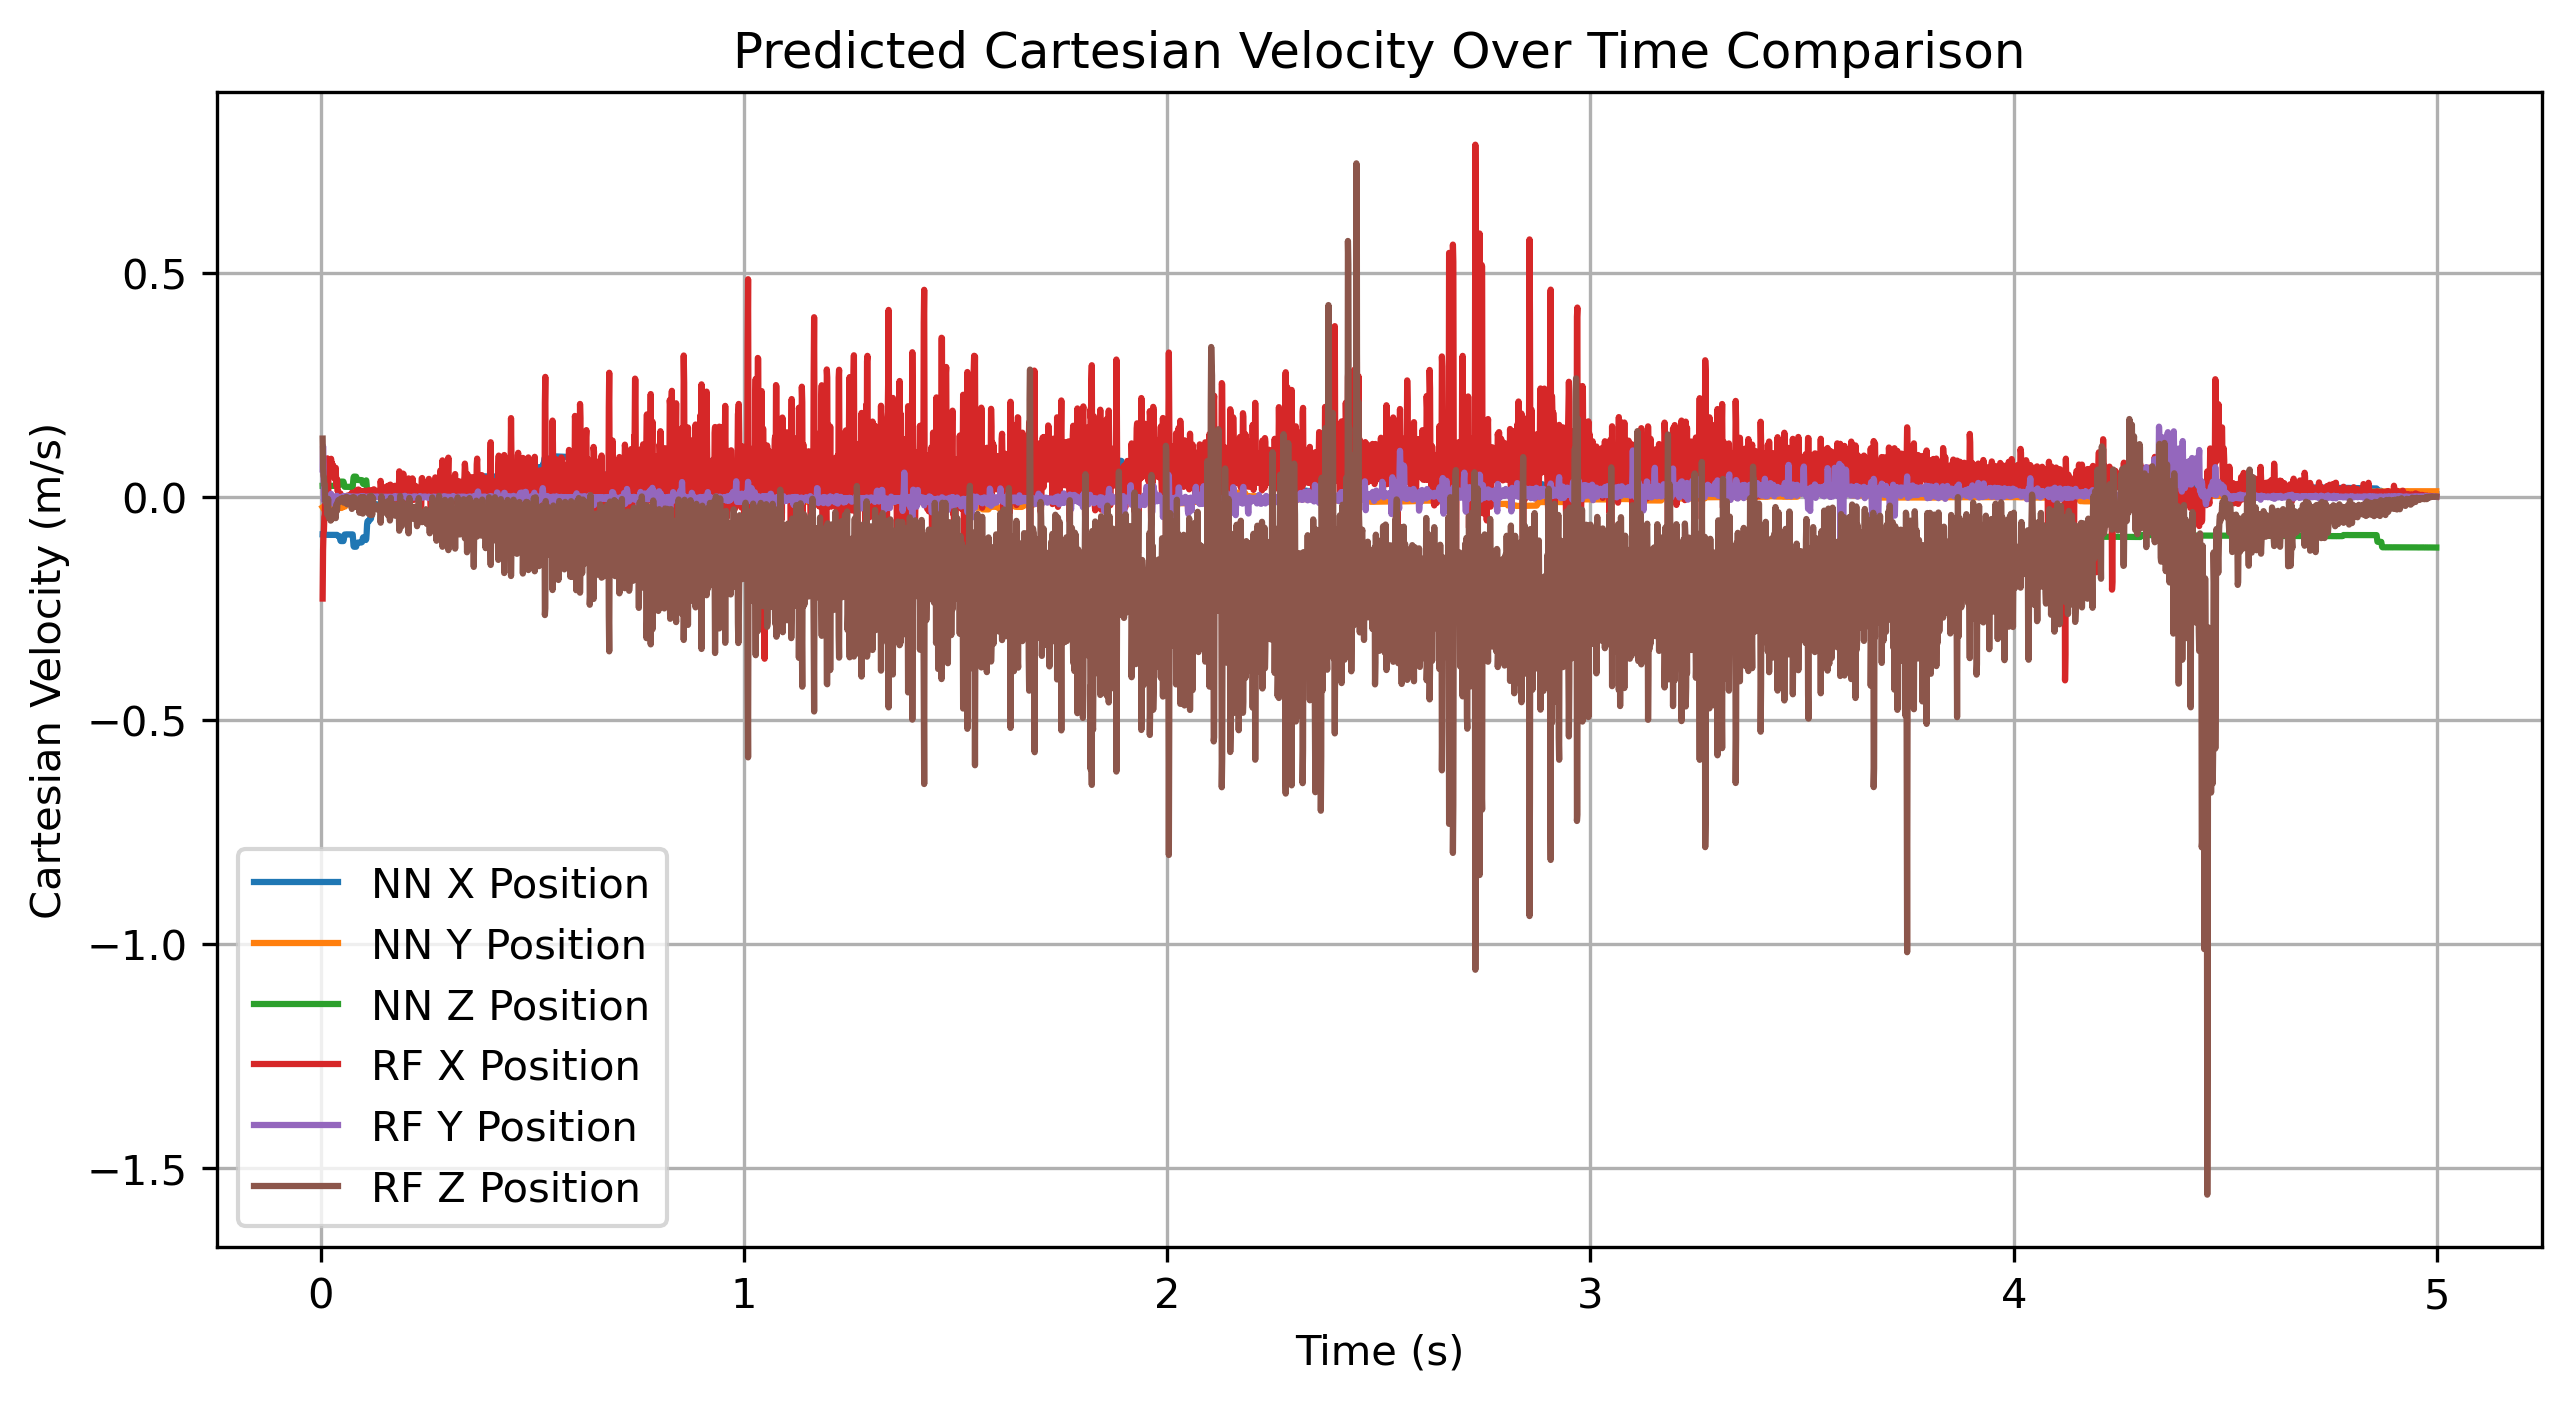 Predicted Cartesian Velocity Over Time Comparison
Cartesian Velocity (m/s)
0.5
0.0
−0.5
−1.0
−1.5
NN X Position
NN Y Position
NN Z Position
RF X Position
RF Y Position
RF Z Position
0 1 2 3 4 5
Time (s)